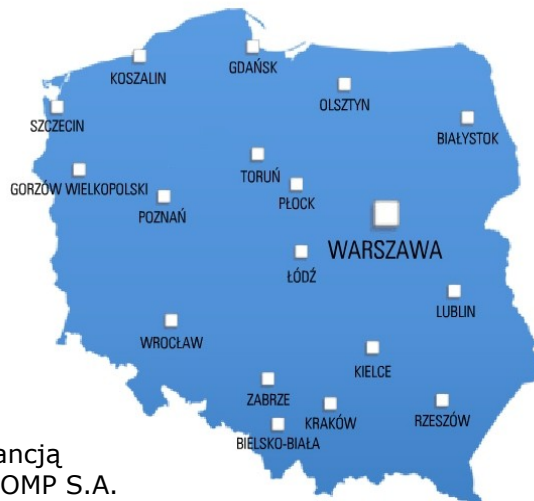 GDAŃSK
KOSZALIN
OLSZTYN
SZCZECIN
BIAŁYSTOK
TORUŃ
GORZÓW WIELKOPOLSKI
PŁOCK
POZNAŃ
WARSZAWA
ŁÓDŹ
LUBLIN
WROCŁAW
KIELCE
ZABRZE
KRAKÓW
RZESZÓW
BIELSKO-BIAŁA
ancją
OMP S.A.